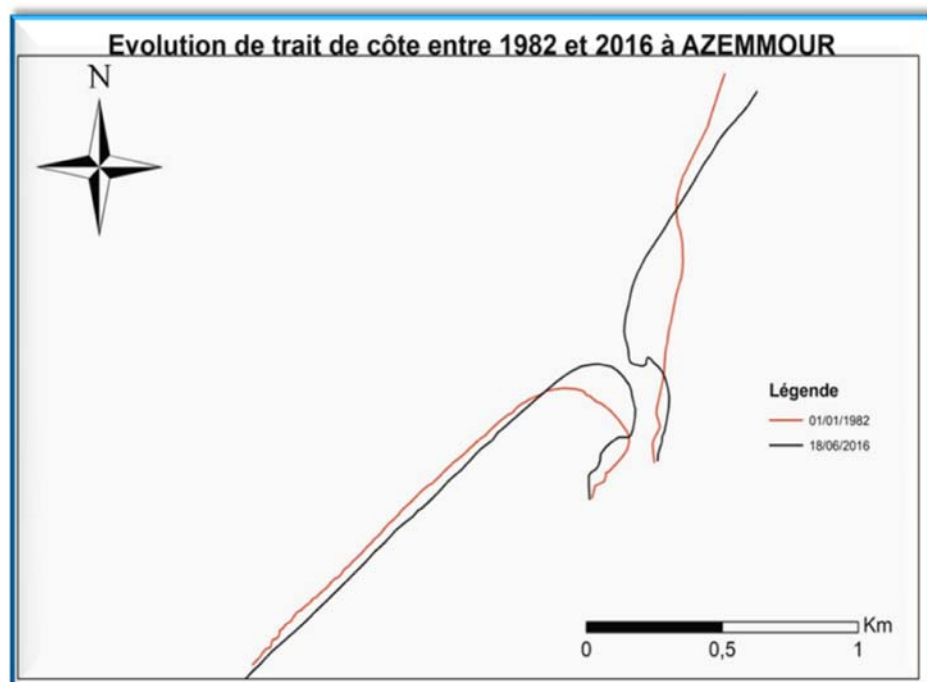 Evolution de trait de côte entre 1982 et 2016 à AZEMMOUR
N
Légende
01/01/1982
18/06/2016
Km
0 0,5 1